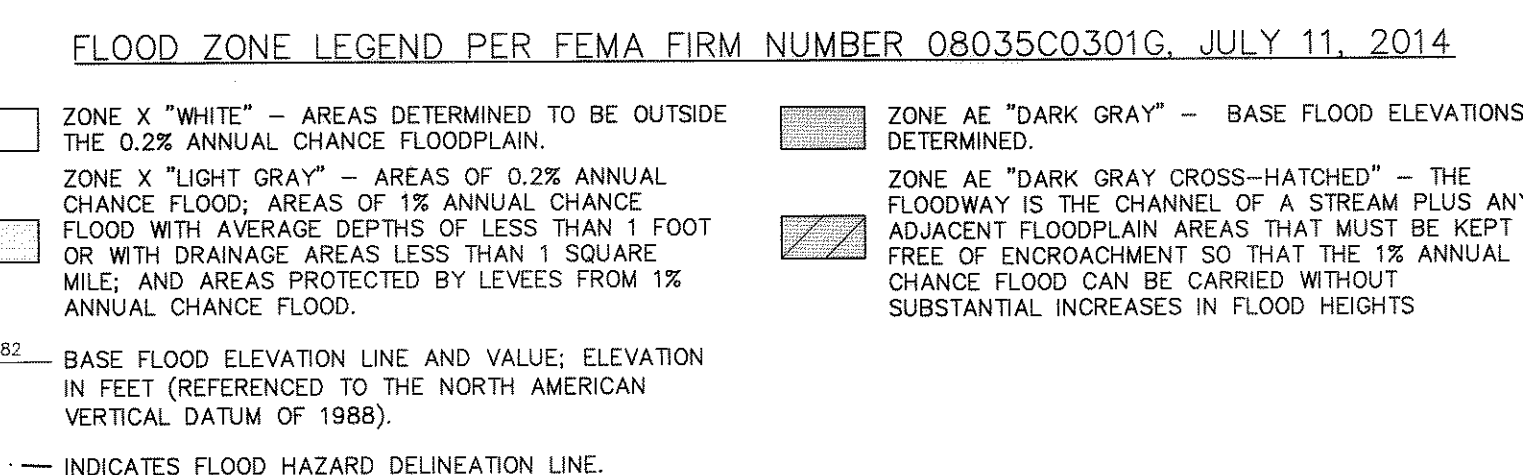 FLOOD ZONE LEGEND PER FEMA FIRM NUMBER 08035C0301G, JULY 11, 2014
ZONE X "WHITE" – AREAS DETERMINED TO BE OUTSIDE
THE 0.2% ANNUAL CHANCE FLOODPLAIN.
ZONE X "LIGHT GRAY" – AREAS OF 0.2% ANNUAL
CHANCE FLOOD; AREAS OF 1% ANNUAL CHANCE
FLOOD WITH AVERAGE DEPTHS OF LESS THAN 1 FOOT
OR WITH DRAINAGE AREAS LESS THAN 1 SQUARE
MILE; AND AREAS PROTECTED BY LEVEES FROM 1%
ANNUAL CHANCE FLOOD.
82
BASE FLOOD ELEVATION LINE AND VALUE; ELEVATION
IN FEET (REFERENCED TO THE NORTH AMERICAN
VERTICAL DATUM OF 1988).
INDICATES FLOOD HAZARD DELINEATION LINE.
ZONE AE "DARK GRAY" – BASE FLOOD ELEVATIONS
DETERMINED.
ZONE AE "DARK GRAY CROSS–HATCHED" – THE
FLOODWAY IS THE CHANNEL OF A STREAM PLUS
ADJACENT FLOODPLAIN AREAS THAT MUST BE KEPT
FREE OF ENCROACHMENT SO THAT THE 1% ANNUAL
CHANCE FLOOD CAN BE CARRIED WITHOUT
SUBSTANTIAL INCREASES IN FLOOD HEIGHTS